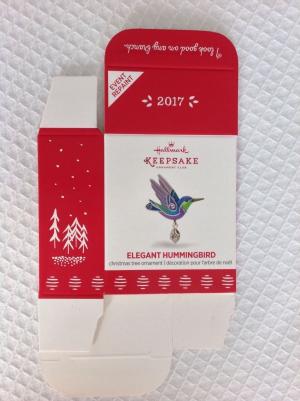 "I look good on any branch."
EVENT
REPAINT
2017
Hallmark
KEEPSAKE
ORNAMENT CLUB
ELEGANT HUMMINGBIRD
christmas tree ornament | décoration pour l'arbre de noël